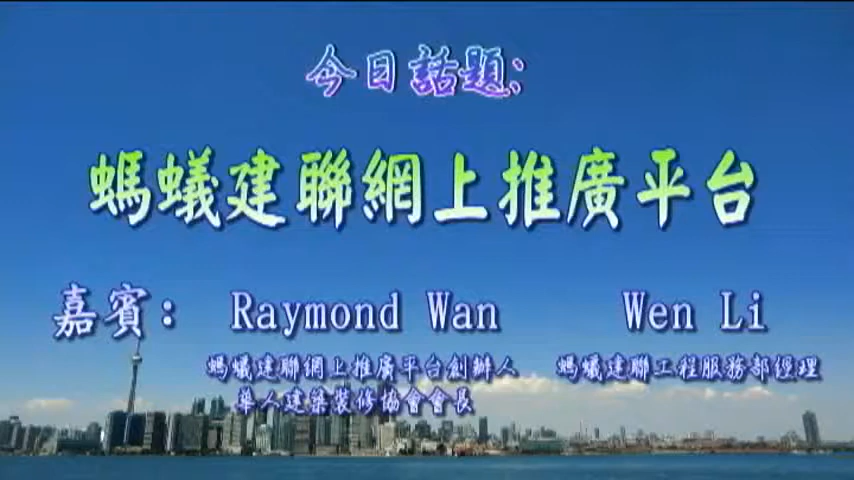 今日話題:
螞蟻建聯網上推廣平台
嘉賓: Raymond Wan Wen Li
螞蟻建聯網上推廣平台創辦人 螞蟻建聯工程服務部經理
華人建築裝修協會會長